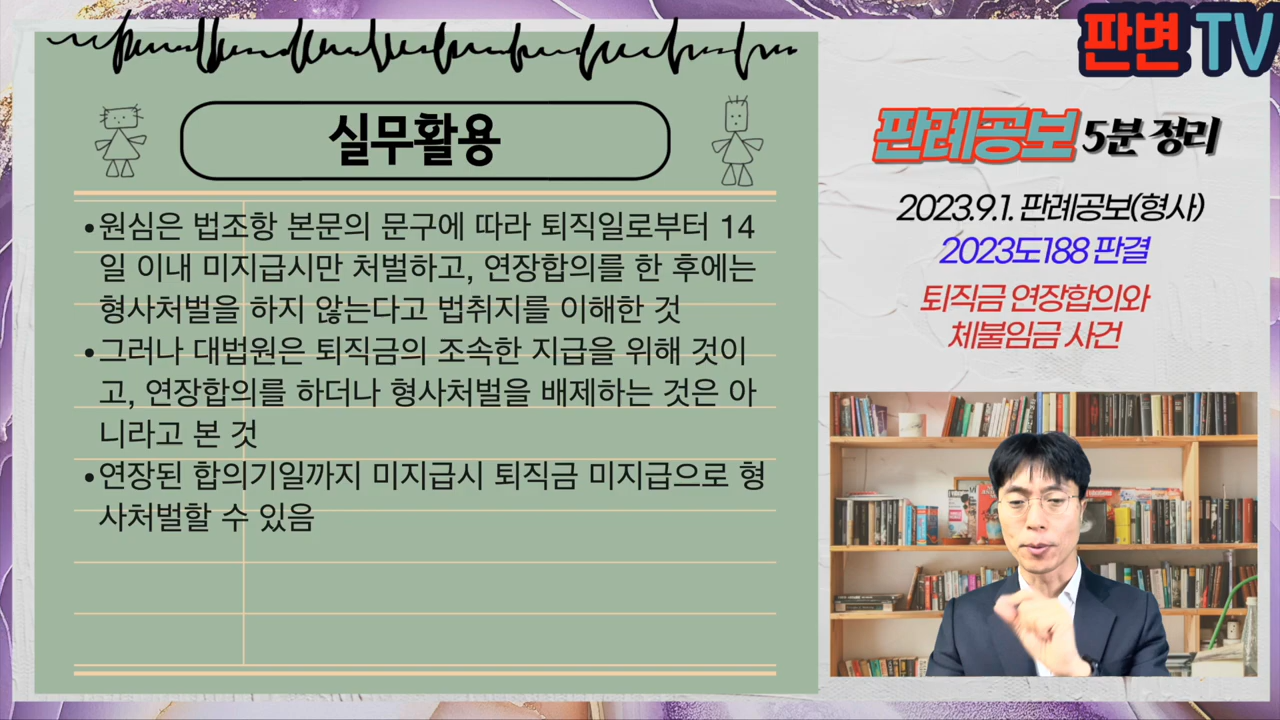 판변 TV
실무활용
•원심은 법조항 본문의 문구에 따라 퇴직일로부터 14
일 이내 미지급시만 처벌하고, 연장합의를 한 후에는
형사처벌을 하지 않는다고 법취지를 이해한 것
•그러나 대법원은 퇴직금의 조속한 지급을 위해 것이
고, 연장합의를 하더나 형사처벌을 배제하는 것은 아
니라고 본 것
•연장된 합의기일까지 미지급시 퇴직금 미지급으로 형
사처벌할 수 있음
판례공보 5분 정리
2023.9.1. 판례공보(형사)
2023도188 판결
퇴직금 연장합의와
체불임금 사건